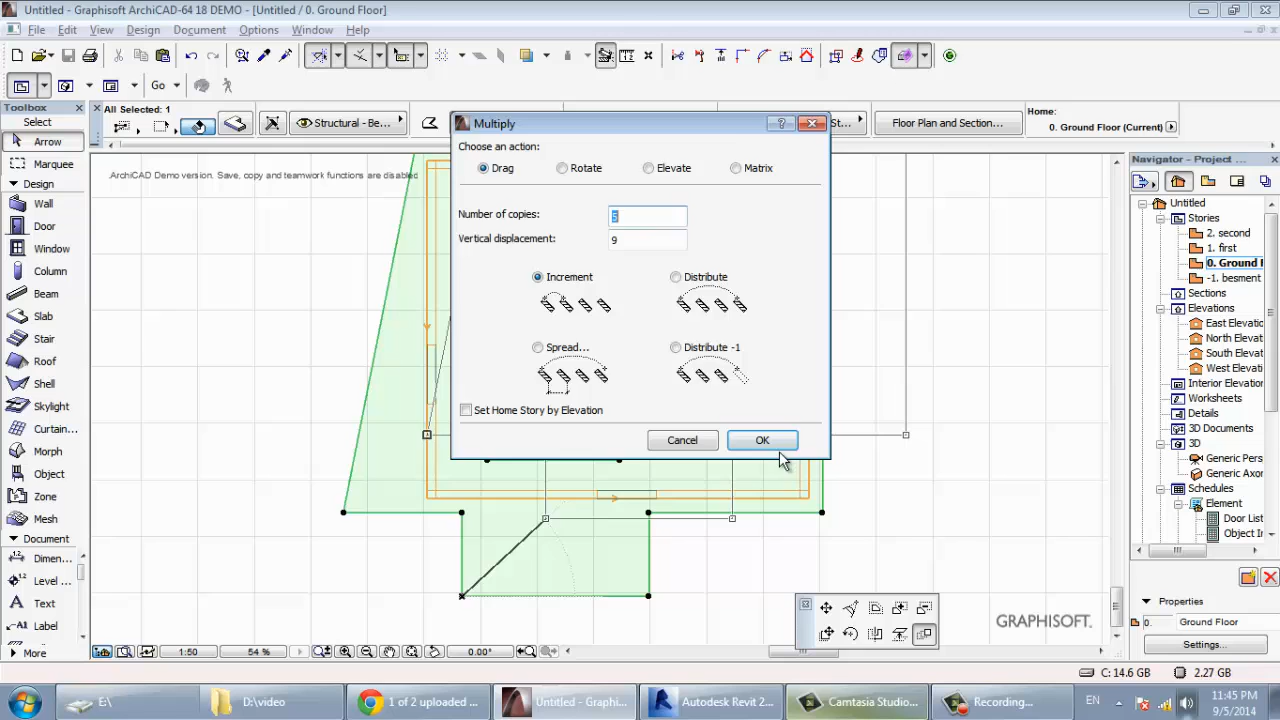 Untitled - Graphisoft ArchiCAD-64 18 DEMO - [Untitled / 0. Ground Floor]
File Edit View Design Document Options Window Help
Go
Toolbox
Select
Arrow
Marquee
Design
Wall
Door
Window
Column
Beam
Slab
Stair
Roof
Shell
Skylight
Curtain...
Morph
Object
Zone
Mesh
Document
Dimen...
Level ...
Text
Label
More
All Selected: 1
Structural - Be...
St...
Floor Plan and Section...
Home:
0. Ground Floor (Current)
ArchiCAD Demo version. Save, copy and teamwork functions are disabled
Multiply
Choose an action:
Drag Rotate Elevate Matrix
Number of copies: 5
Vertical displacement: 9
Increment Distribute
Spread... Distribute -1
Set Home Story by Elevation
Cancel OK
GRAPHISOFT.
Navigator - Project ...
Untitled
Stories
2. second
1. first
0. Ground F
-1. besment
Sections
Elevations
East Elevatio
North Elevat
South Elevat
West Elevati
Interior Elevation
Worksheets
Details
3D Documents
3D
Generic Pers
Generic Axor
Schedules
Element
Door List
Object In
Properties
0. Ground Floor
Settings...
1:50 54 % 0.00°
C: 14.6 GB 2.27 GB
E:\ D:\video 1 of 2 uploaded ... Untitled - Graphi... Autodesk Revit 2... Camtasia Studio... Recording...
EN
11:45 PM
9/5/2014